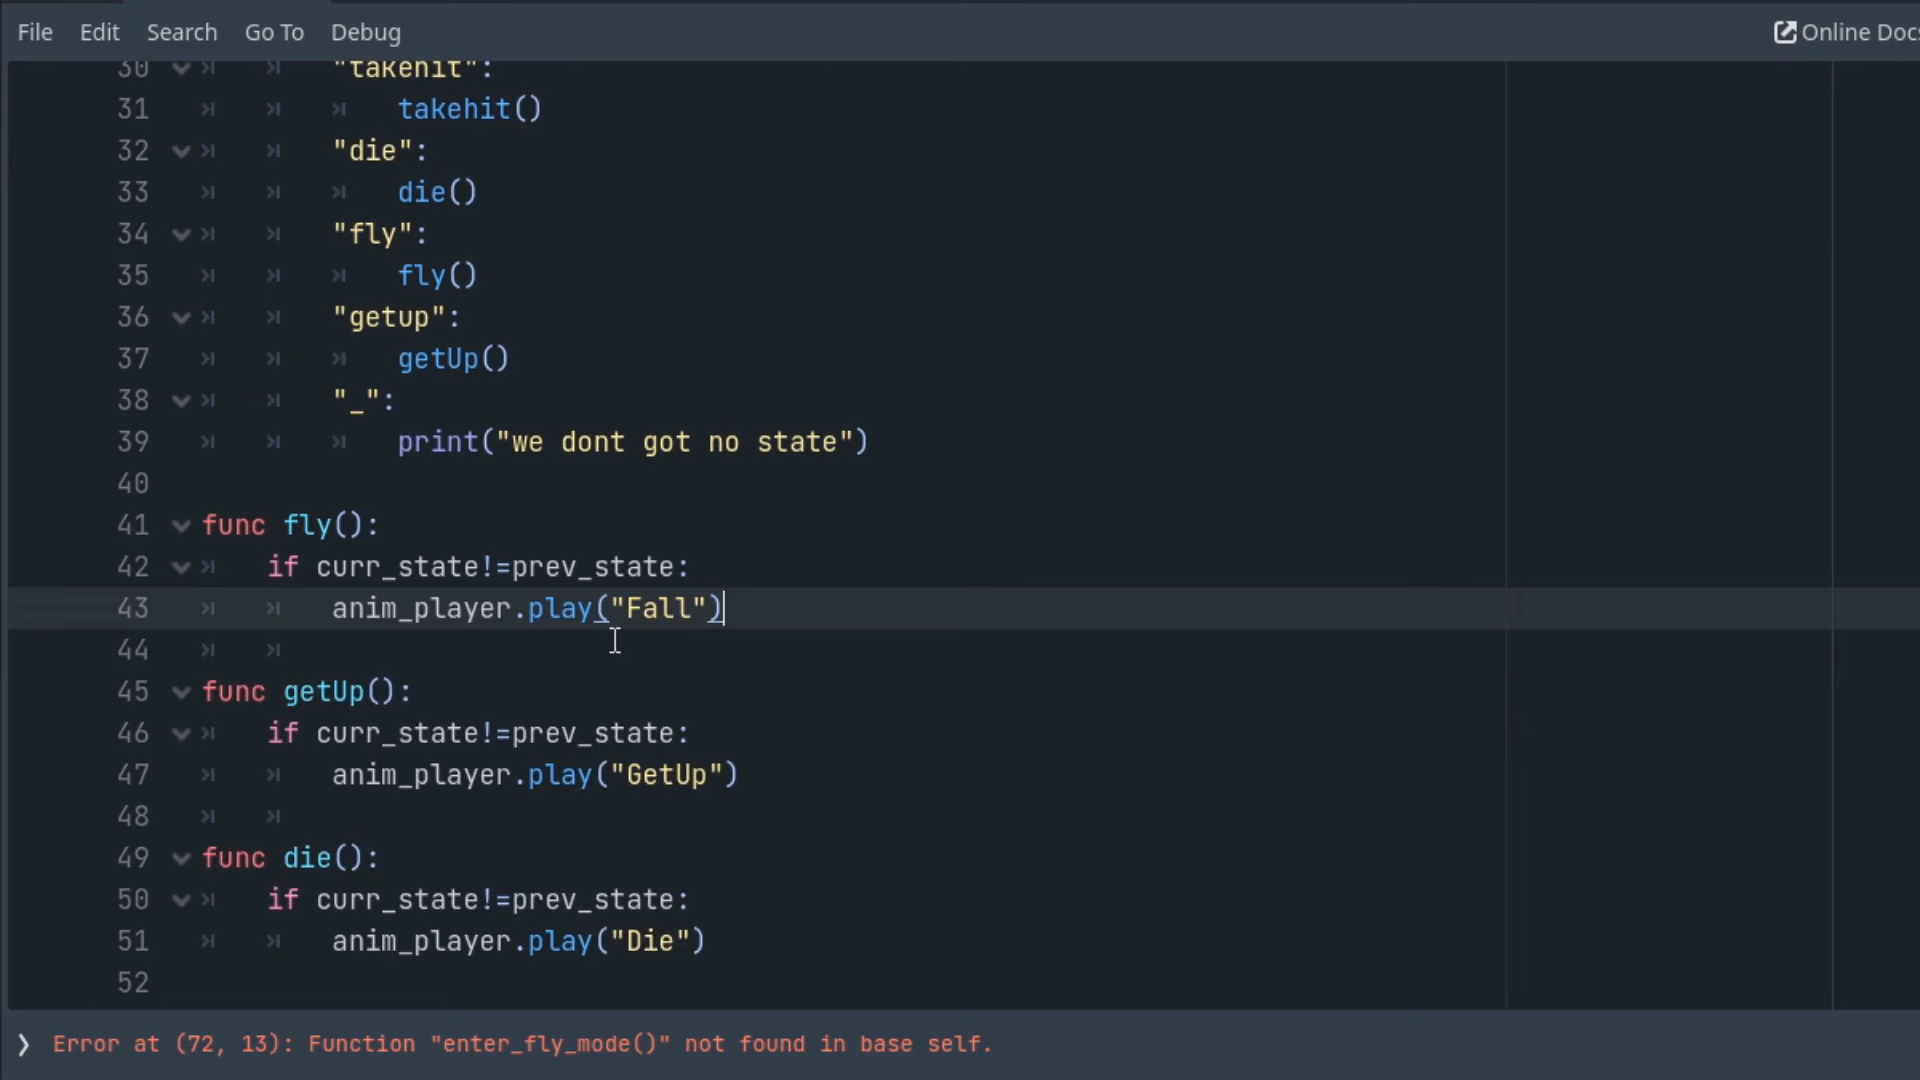 File Edit Search Go To Debug Online Docs
30 "takehit":
31 takehit()
32 "die":
33 die()
34 "fly":
35 fly()
36 "getup":
37 getUp()
38 "_":
39 print("we dont got no state")
40
41 func fly():
42 if curr_state!=prev_state:
43 anim_player.play("Fall")
44
45 func getUp():
46 if curr_state!=prev_state:
47 anim_player.play("GetUp")
48
49 func die():
50 if curr_state!=prev_state:
51 anim_player.play("Die")
52
Error at (72, 13): Function "enter_fly_mode()" not found in base self.